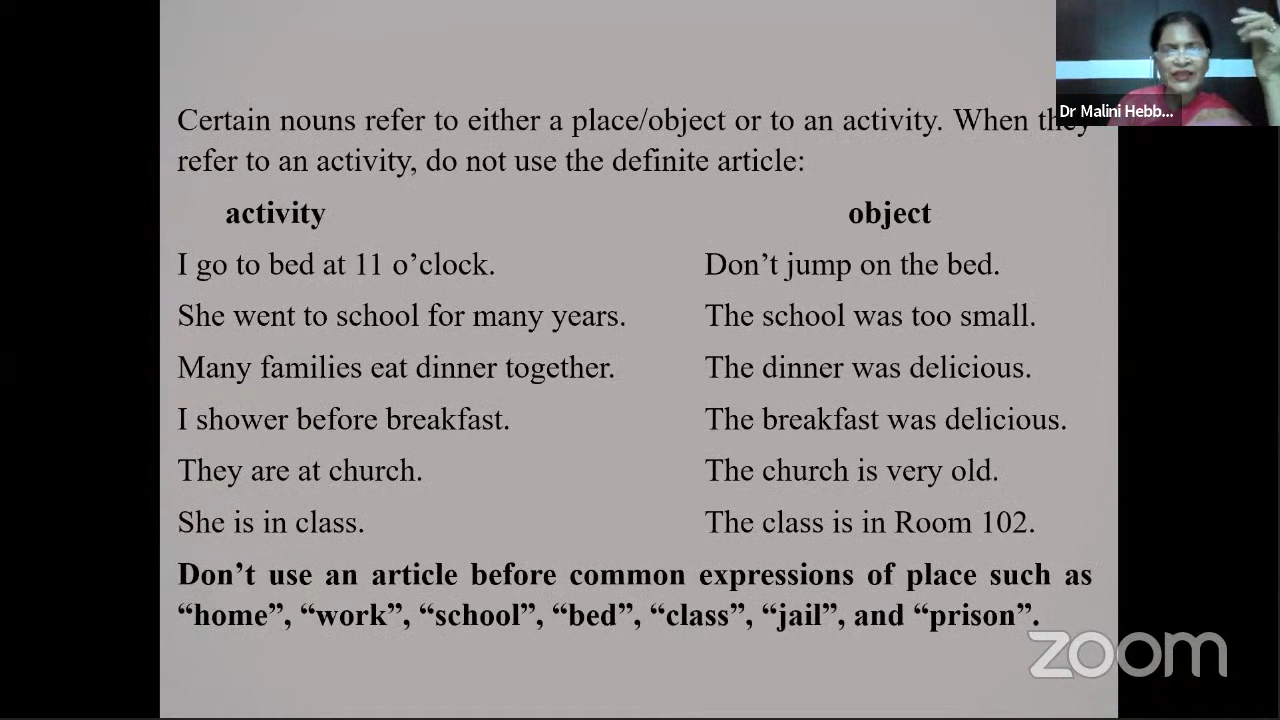 Dr Malini Hebb...
Certain nouns refer to either a place/object or to an activity. When they
refer to an activity, do not use the definite article:
activity object
I go to bed at 11 o’clock. Don’t jump on the bed.
She went to school for many years. The school was too small.
Many families eat dinner together. The dinner was delicious.
I shower before breakfast. The breakfast was delicious.
They are at church. The church is very old.
She is in class. The class is in Room 102.
Don’t use an article before common expressions of place such as
“home”, “work”, “school”, “bed”, “class”, “jail”, and “prison”.
zoom